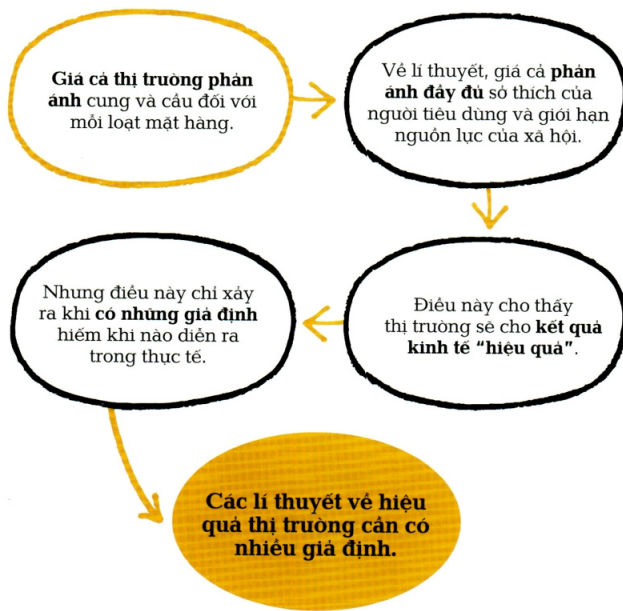 Giá cả thị trường phản
ánh cung và cầu đối với
mỗi loạt mặt hàng.
Về lí thuyết, giá cả phản
ánh đầy đủ sở thích của
người tiêu dùng và giới hạn
nguồn lực của xã hội.
Điều này cho thấy
thị trường sẽ cho kết quả
kinh tế “hiệu quả”.
Nhưng điều này chỉ xảy
ra khi có những giả định
hiếm khi nào diễn ra
trong thực tế.
Các lí thuyết về hiệu
quả thị trường cần có
nhiều giả định.